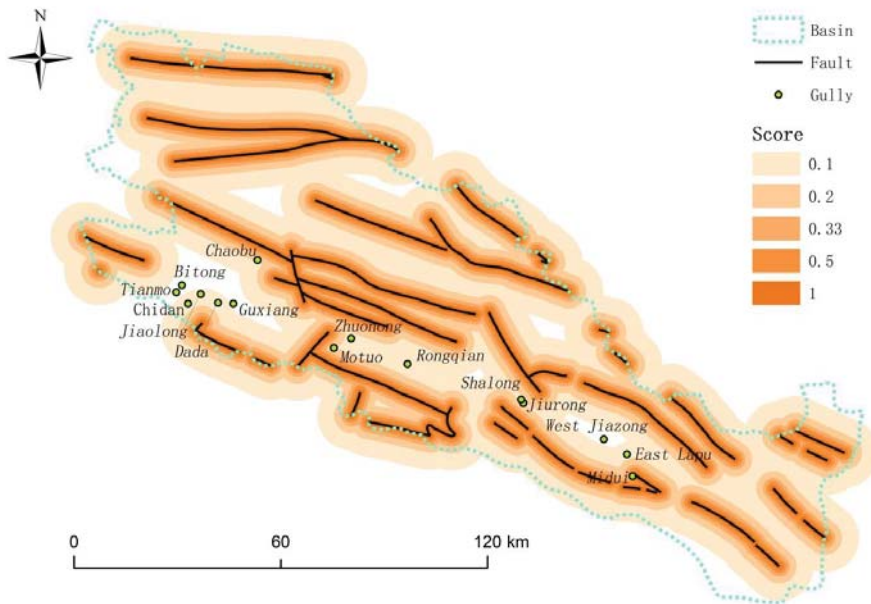 N
Basin
Fault
Gully
Score
0.1
0.2
0.33
0.5
1
Chaobu
Bitong
Tianmo
Chidan
Guxiang
Jiaolong
Dada
Zhuonong
Motuo
Rongqian
Shalong
Jiurong
West Jiazong
East Lapu
Midui
0
60
120 km